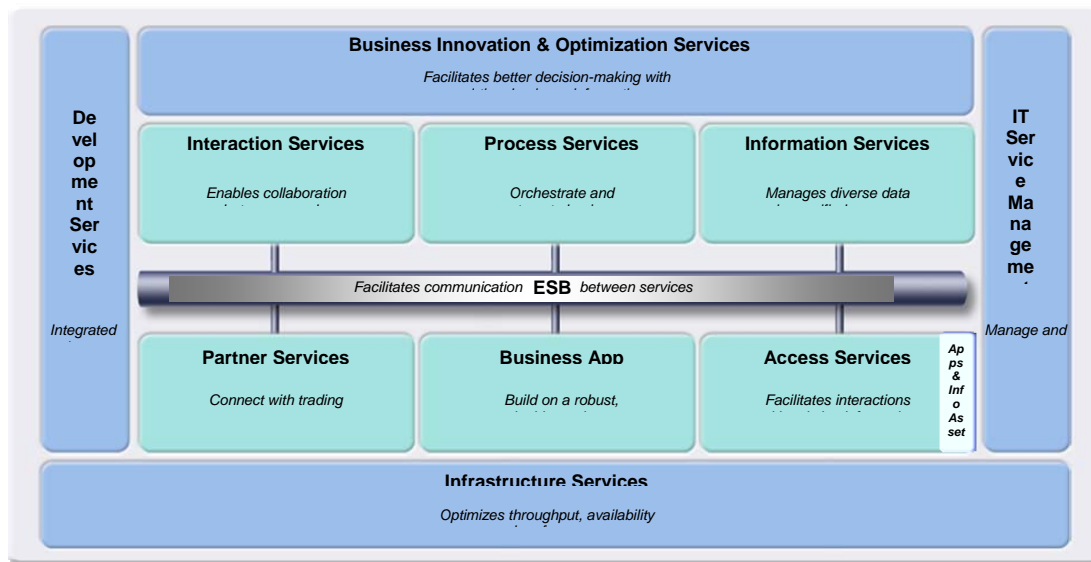 Business Innovation & Optimization Services
Facilitates better decision-making with
De
vel
op
me
nt
Ser
vic
es
Integrated
IT
Ser
vic
e
Ma
na
ge
me
Manage and
Interaction Services
Enables collaboration
Process Services
Orchestrate and
Information Services
Manages diverse data
Facilitates communication ESB between services
Partner Services
Connect with trading
Business App
Build on a robust,
Access Services
Facilitates interactions
Ap
ps
&
Inf
o
As
set
Infrastructure Services
Optimizes throughput, availability